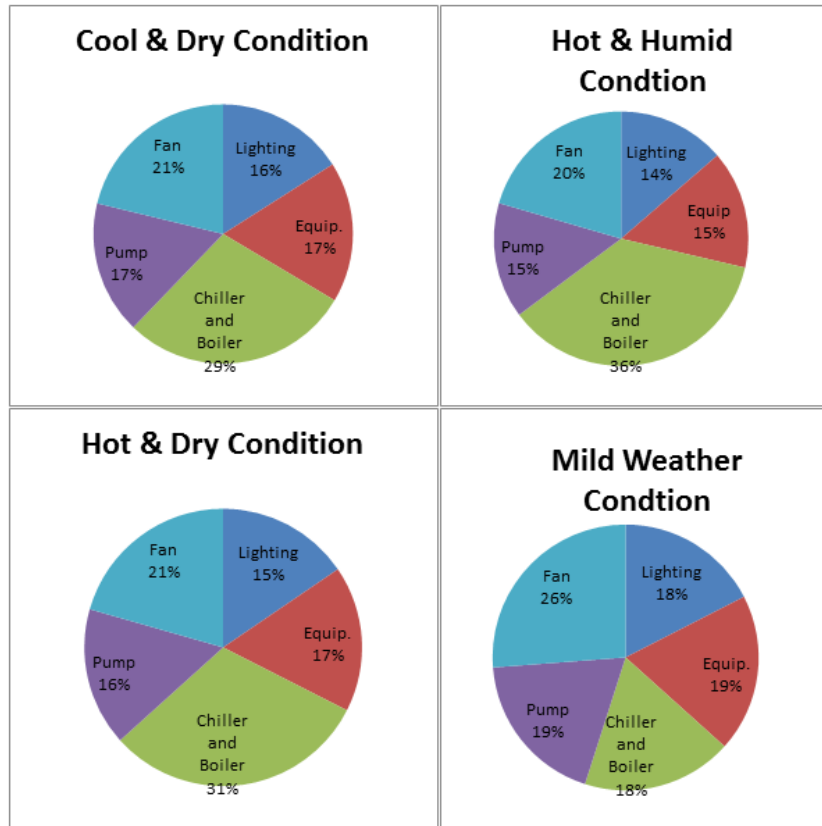 Cool & Dry Condition
Fan
21%
Lighting
16%
Equip.
17%
Pump
17%
Chiller
and
Boiler
29%
Hot & Humid
Condtion
Fan
20%
Lighting
14%
Equip
15%
Pump
15%
Chiller
and
Boiler
36%
Hot & Dry Condition
Fan
21%
Lighting
15%
Equip.
17%
Pump
16%
Chiller
and
Boiler
31%
Mild Weather
Condtion
Fan
26%
Lighting
18%
Equip.
19%
Pump
19%
Chiller
and
Boiler
18%